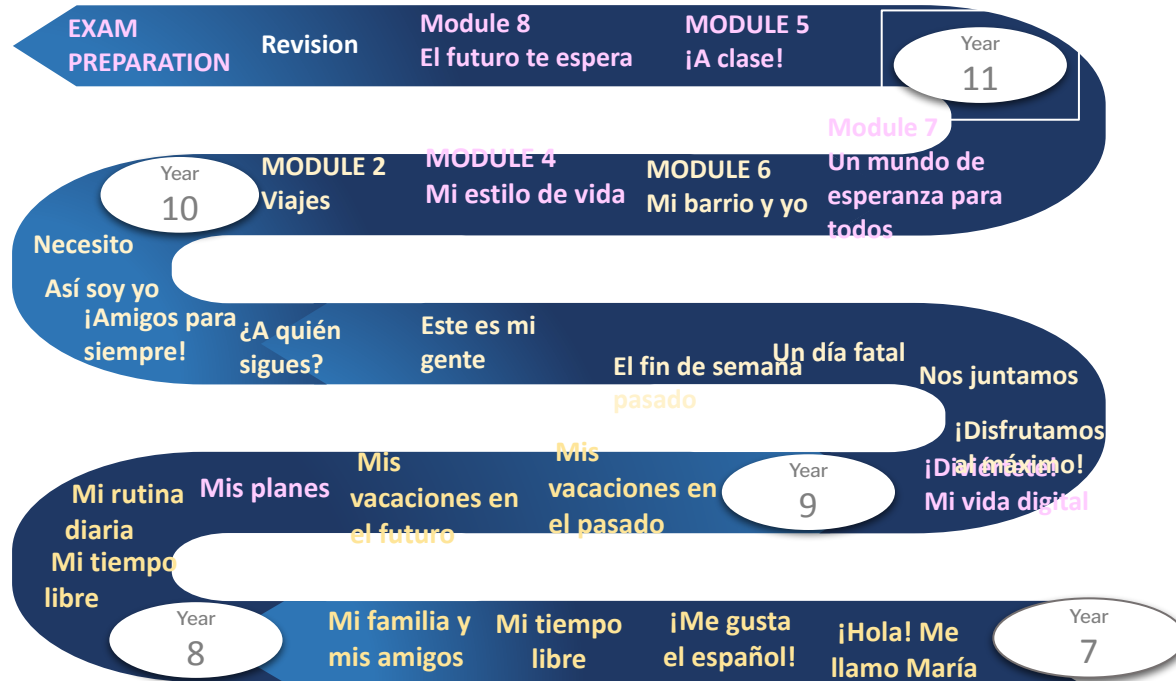 EXAM
PREPARATION
Revision
Module 8
El futuro te espera
MODULE 5
¡A clase!
Year
11
Year
10
MODULE 2
Viajes
MODULE 4
Mi estilo de vida
MODULE 6
Mi barrio y yo
Module 7
Un mundo de
esperanza para
todos
Necesito
Así soy yo
¡Amigos para
siempre!
¿A quién
sigues?
Este es mi
gente
El fin de semana
pasado
Un día fatal
Nos juntamos
¡Disfrutamos
al máximo!
¡Diviértete!
Mi vida digital
Mi rutina
diaria
Mis planes
Mis
vacaciones en
el futuro
Mis
vacaciones en
el pasado
Year
9
Mi tiempo
libre
Year
8
Mi familia y
mis amigos
Mi tiempo
libre
¡Me gusta
el español!
¡Hola! Me
llamo María
Year
7